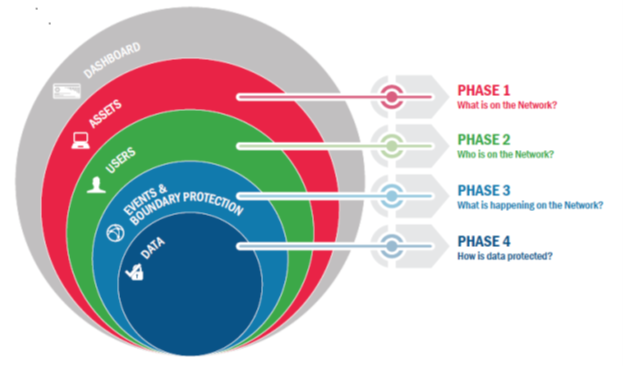 DASHBOARD
ASSETS
USERS
EVENTS &
BOUNDARY PROTECTION
DATA
PHASE 1
What is on the Network?
PHASE 2
Who is on the Network?
PHASE 3
What is happening on the Network?
PHASE 4
How is data protected?